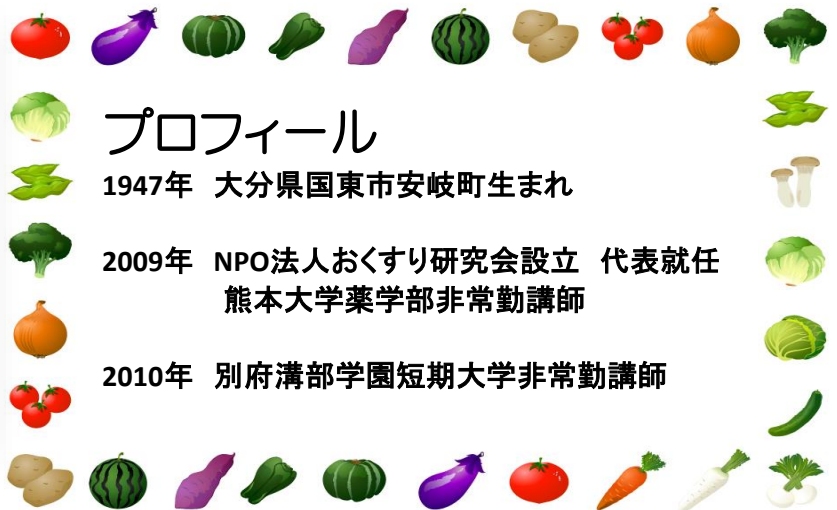 プロフィール
1947年 大分県国東市安岐町生まれ
2009年 NPO法人おくすり研究会設立 代表就任
熊本大学薬学部非常勤講師
2010年 別府溝部学園短期大学非常勤講師